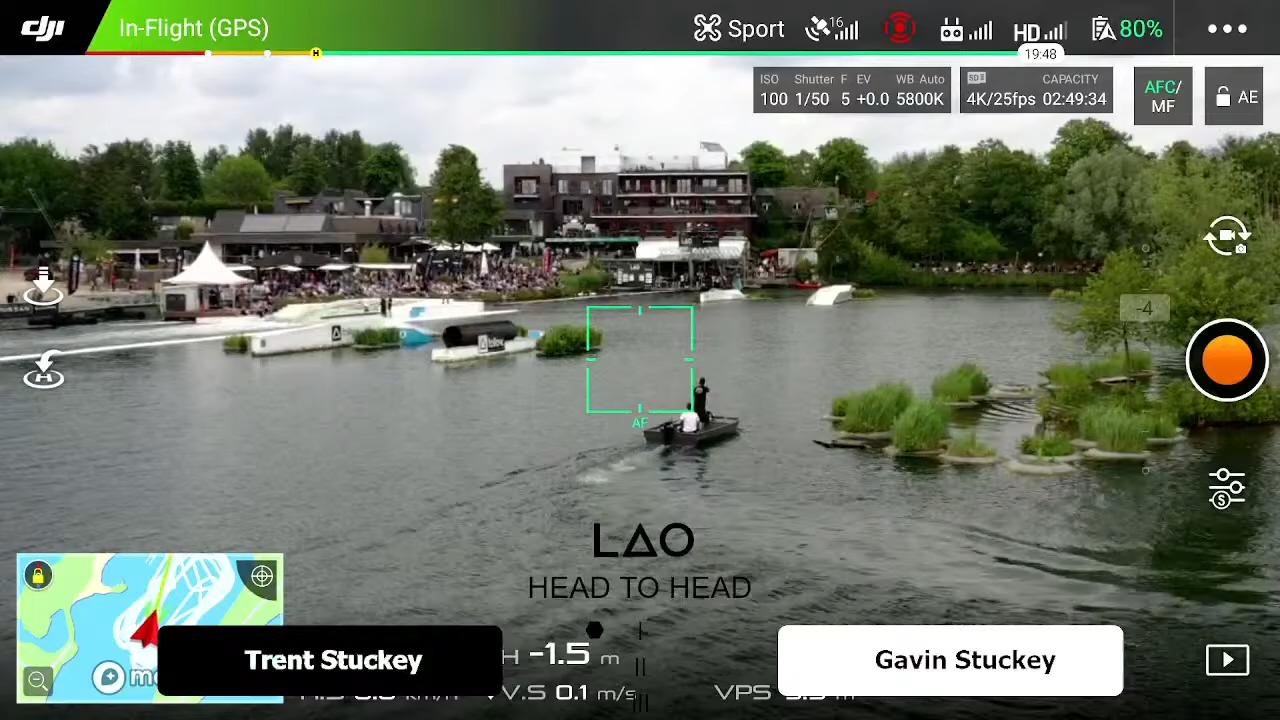 dji
In-Flight (GPS)
Sport
16
HD
80%
H
19:48
ISO Shutter F EV WB Auto
100 1/50 5 +0.0 5800K
SD
CAPACITY
4K/25fps 02:49:34
AFC/
MF
AE
-4
H
AF
S
LAO
HEAD TO HEAD
H -1.5 m
Trent Stuckey
Gavin Stuckey
V.S 0.1 m/s
VPS